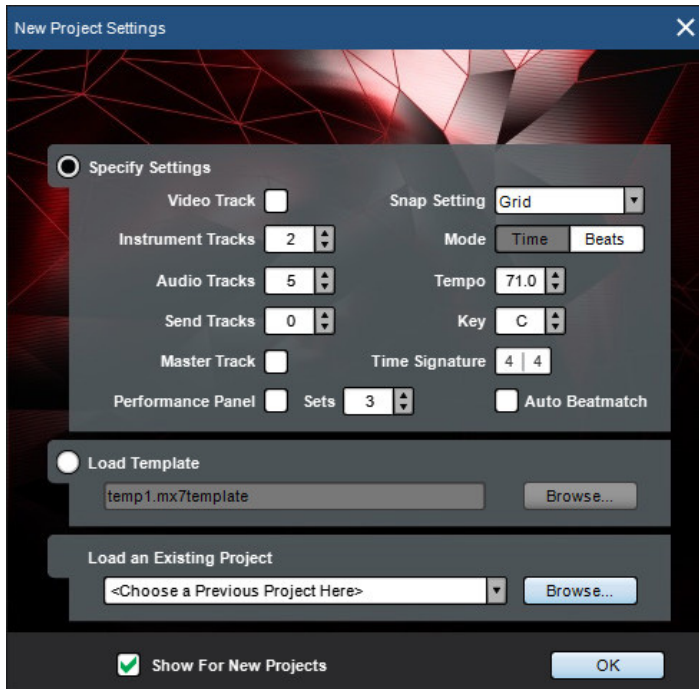 New Project Settings
Specify Settings
Video Track Snap Setting Grid
Instrument Tracks 2 Mode Time Beats
Audio Tracks 5 Tempo 71.0
Send Tracks 0 Key C
Master Track Time Signature 4 | 4
Performance Panel Sets 3 Auto Beatmatch
Load Template
temp1.mx7template Browse...
Load an Existing Project
<Choose a Previous Project Here> Browse...
Show For New Projects OK